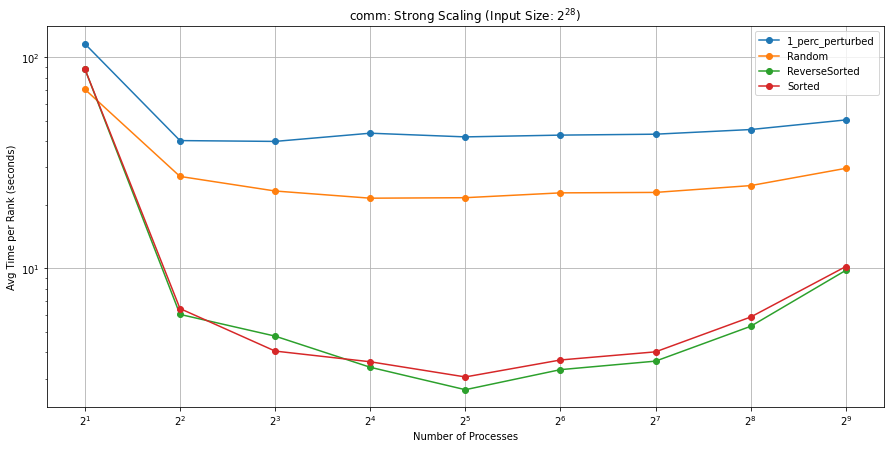 comm: Strong Scaling (Input Size: 2^28)
1_perc_perturbed
Random
ReverseSorted
Sorted
Avg Time per Rank (seconds)
10^2
10^1
2^1 2^2 2^3 2^4 2^5 2^6 2^7 2^8 2^9
Number of Processes